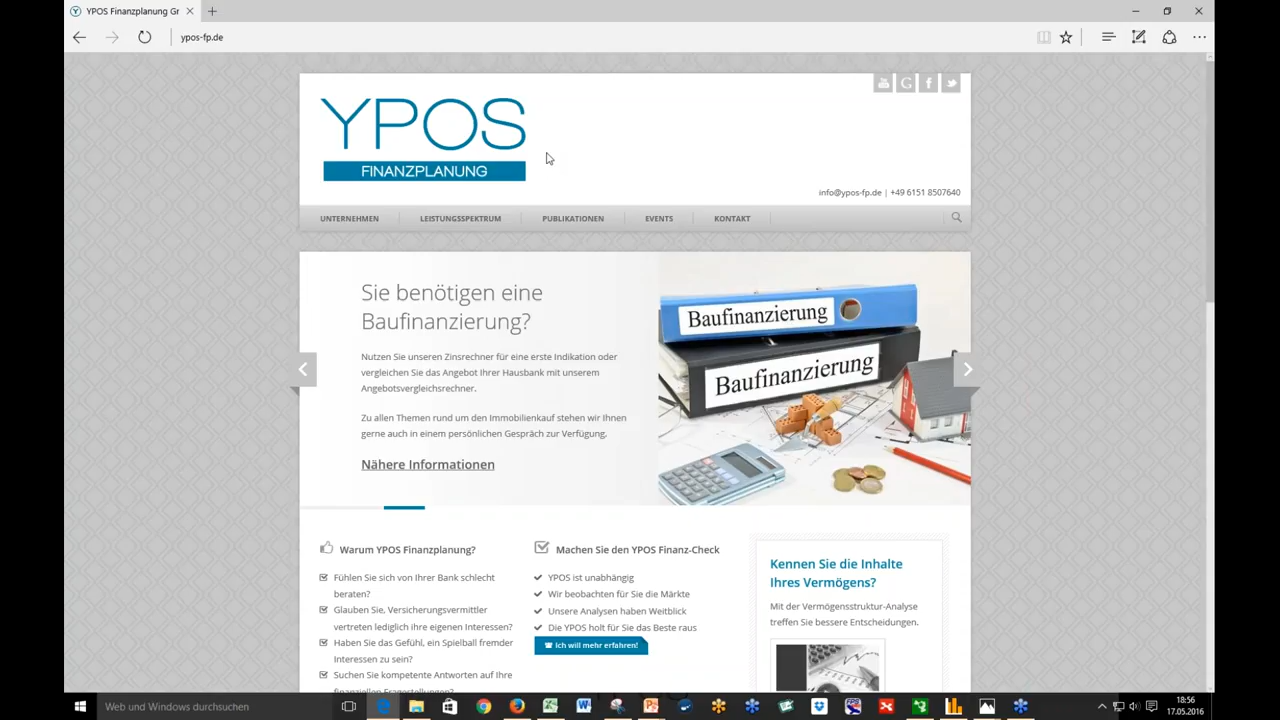 YPOS Finanzplanung Gr
ypos-fp.de
YPOS
FINANZPLANUNG
info@ypos-fp.de | +49 6151 8507640
UNTERNEHMEN
LEISTUNGSSPEKTRUM
PUBLIKATIONEN
EVENTS
KONTAKT
Sie benötigen eine
Baufinanzierung?
Nutzen Sie unseren Zinsrechner für eine erste Indikation oder
vergleichen Sie das Angebot Ihrer Hausbank mit unserem
Angebotsvergleichsrechner.
Zu allen Themen rund um den Immobilienkauf stehen wir Ihnen
gerne auch in einem persönlichen Gespräch zur Verfügung.
Nähere Informationen
Baufinanzierung
Baufinanzierung
Warum YPOS Finanzplanung?
Fühlen Sie sich von Ihrer Bank schlecht
beraten?
Glauben Sie, Versicherungsvermittler
vertreten lediglich ihre eigenen Interessen?
Haben Sie das Gefühl, ein Spielball fremder
Interessen zu sein?
Suchen Sie kompetente Antworten auf Ihre
finanziellen Fragestellungen?
Machen Sie den YPOS Finanz-Check
YPOS ist unabhängig
Wir beobachten für Sie die Märkte
Unsere Analysen haben Weitblick
Die YPOS holt für Sie das Beste raus
Ich will mehr erfahren!
Kennen Sie die Inhalte
Ihres Vermögens?
Mit der Vermögensstruktur-Analyse
treffen Sie bessere Entscheidungen.
Web und Windows durchsuchen
18:56
17.05.2016